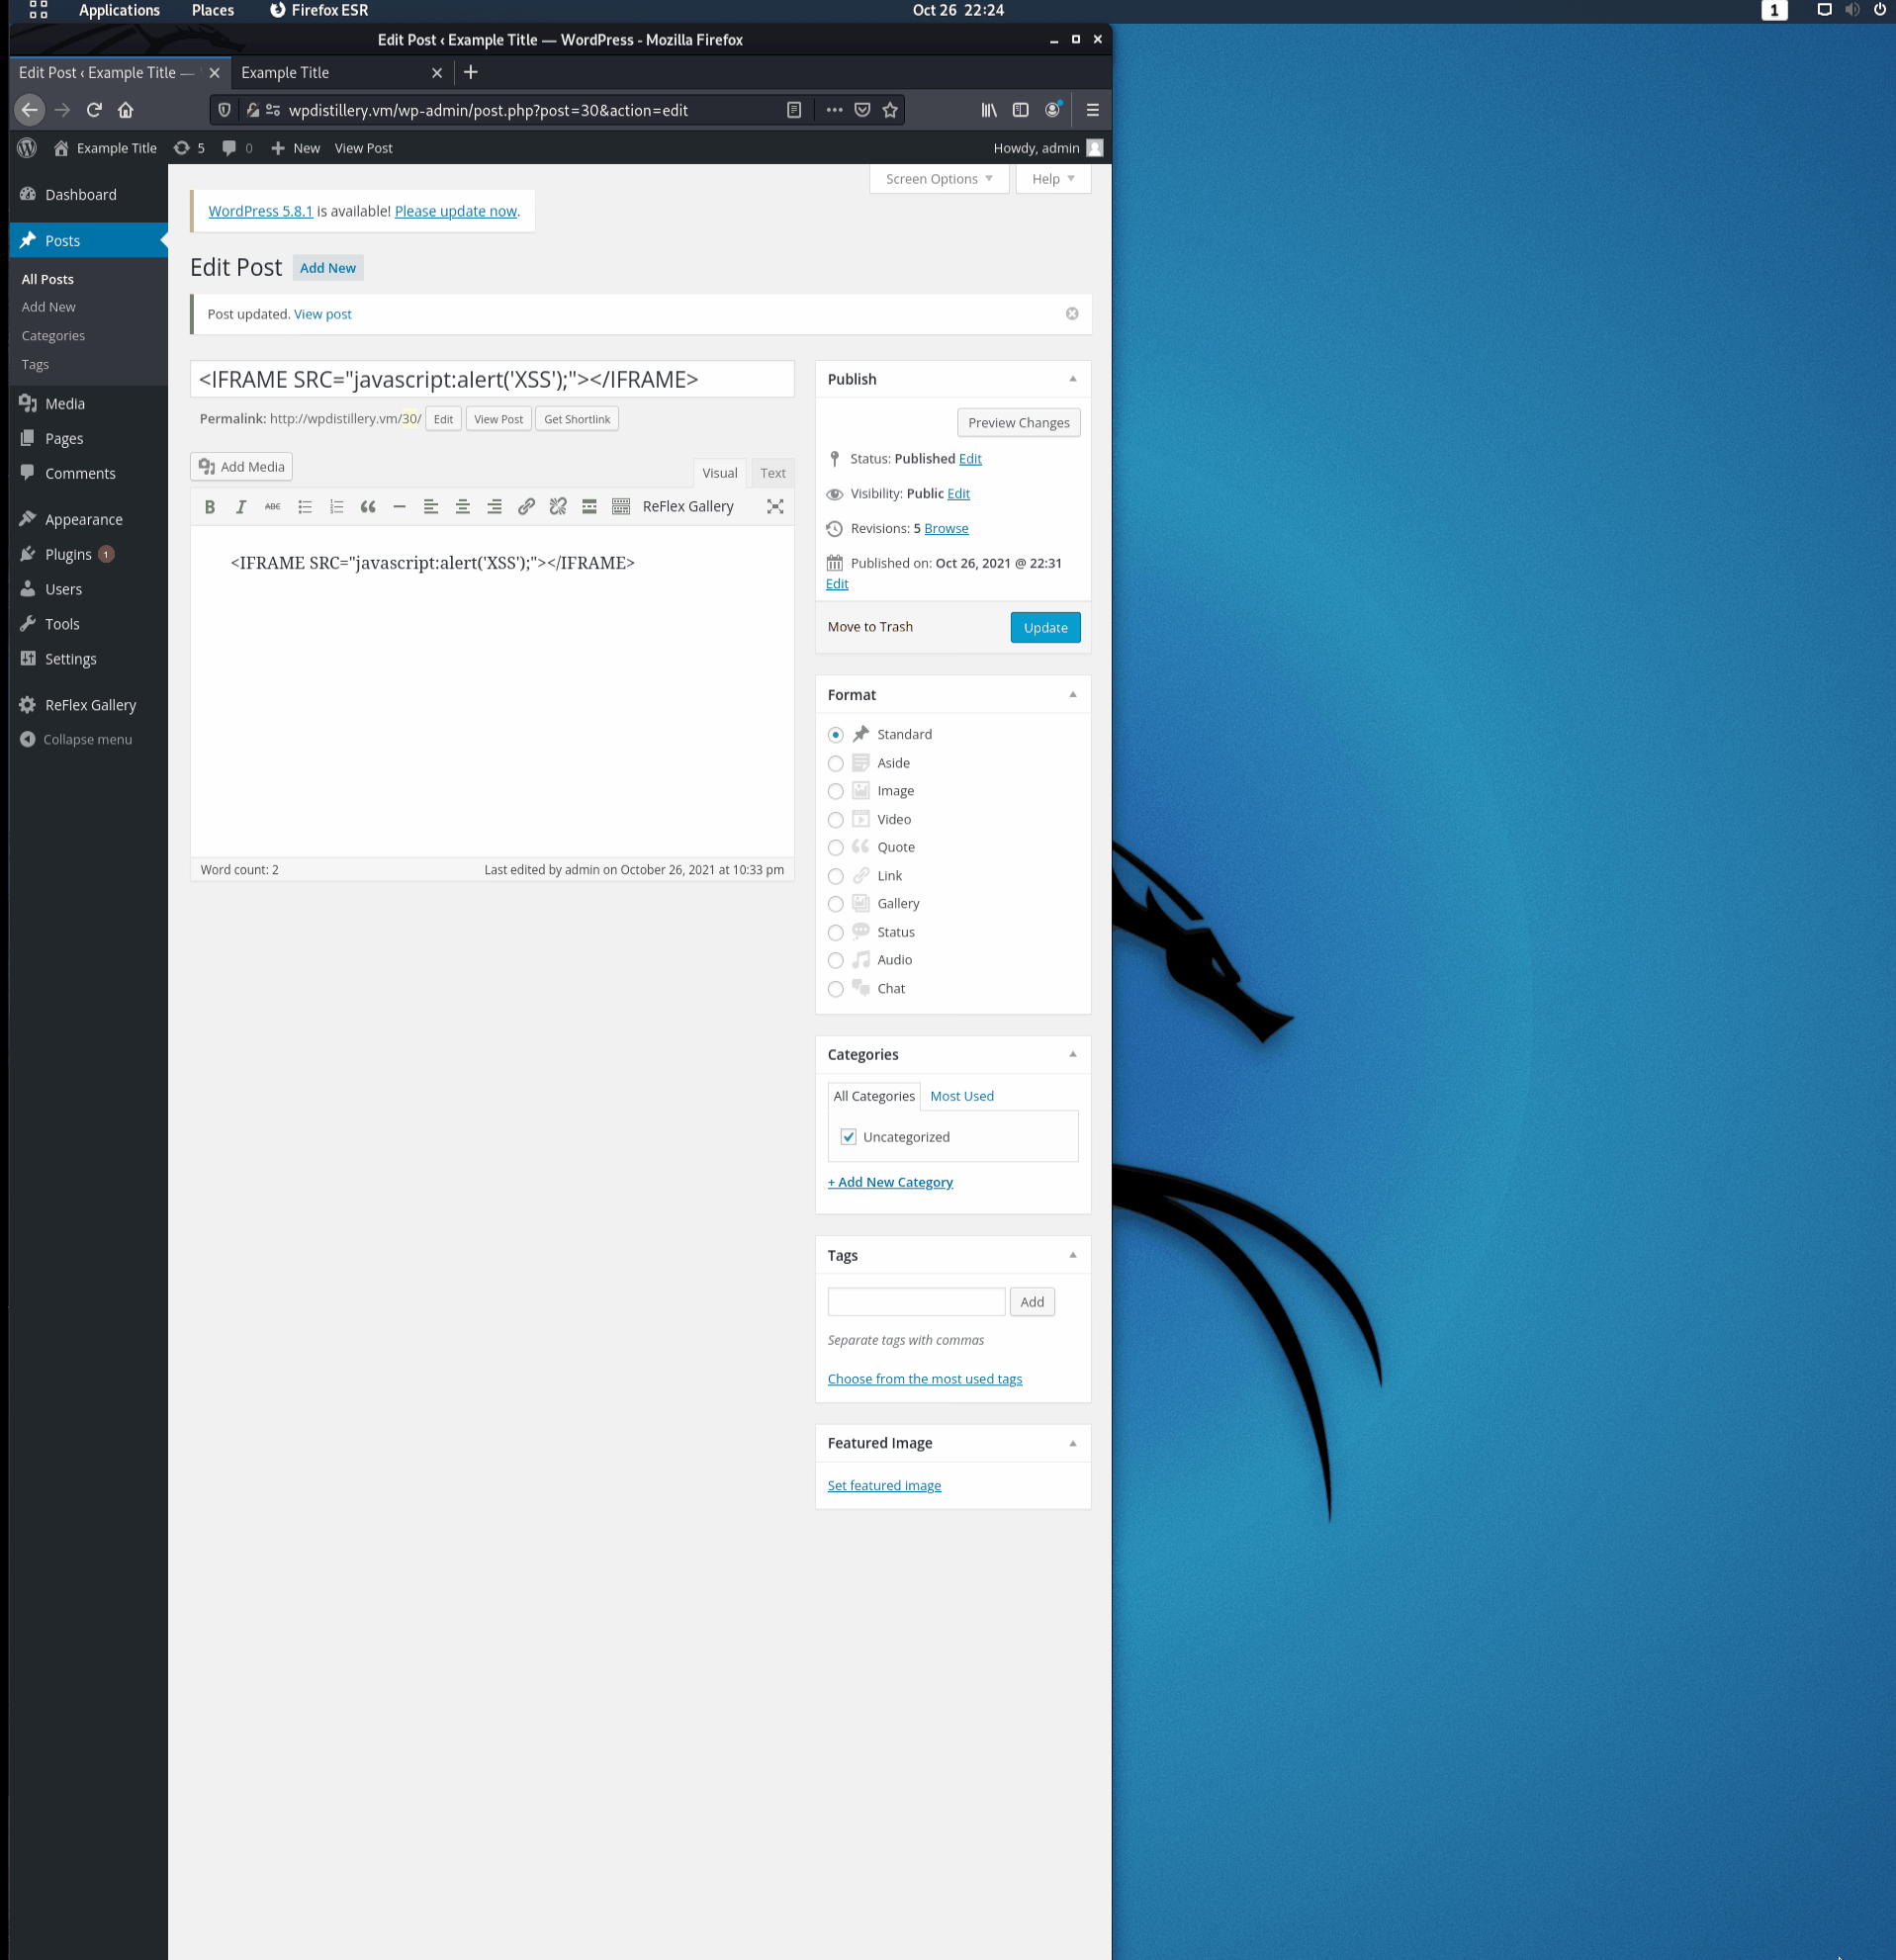 Applications Places Firefox ESR Oct 26 22:24 1
Edit Post ‹ Example Title — WordPress - Mozilla Firefox
Edit Post ‹ Example Title — Example Title
wpdistillery.vm/wp-admin/post.php?post=30&action=edit
Example Title 5 0 New View Post Howdy, admin
Screen Options Help
Dashboard
WordPress 5.8.1 is available! Please update now.
Posts
Edit Post Add New
All Posts
Add New
Categories
Tags
Post updated. View post
<IFRAME SRC="javascript:alert('XSS');"></IFRAME>
Permalink: http://wpdistillery.vm/30/ Edit View Post Get Shortlink
Media
Pages
Comments
Appearance
Plugins 1
Users
Tools
Settings
ReFlex Gallery
Collapse menu
Add Media Visual Text
B I ABC ReFlex Gallery
<IFRAME SRC="javascript:alert('XSS');"></IFRAME>
Word count: 2 Last edited by admin on October 26, 2021 at 10:33 pm
Publish
Preview Changes
Status: Published Edit
Visibility: Public Edit
Revisions: 5 Browse
Published on: Oct 26, 2021 @ 22:31
Edit
Move to Trash Update
Format
Standard
Aside
Image
Video
Quote
Link
Gallery
Status
Audio
Chat
Categories
All Categories Most Used
Uncategorized
+ Add New Category
Tags
Add
Separate tags with commas
Choose from the most used tags
Featured Image
Set featured image